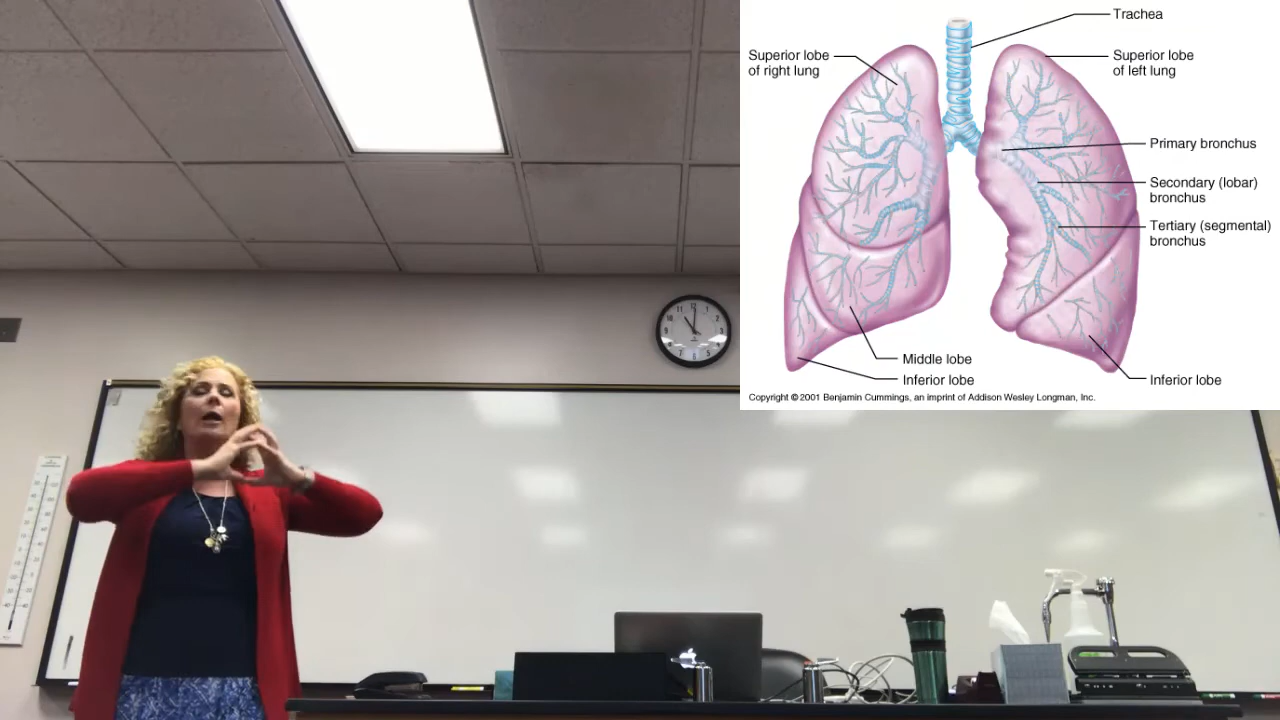 Trachea
Superior lobe
of right lung
Superior lobe
of left lung
Primary bronchus
Secondary (lobar)
bronchus
Tertiary (segmental)
bronchus
Middle lobe
Inferior lobe
Inferior lobe
Copyright © 2001 Benjamin Cummings, an imprint of Addison Wesley Longman, Inc.